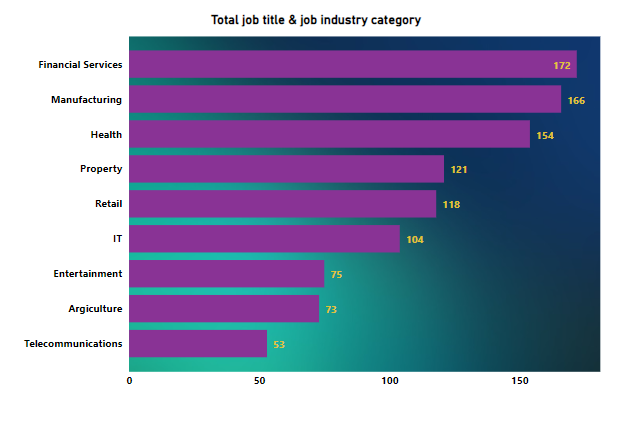 Total job title & job industry category
Financial Services 172
Manufacturing 166
Health 154
Property 121
Retail 118
IT 104
Entertainment 75
Argiculture 73
Telecommunications 53
0 50 100 150